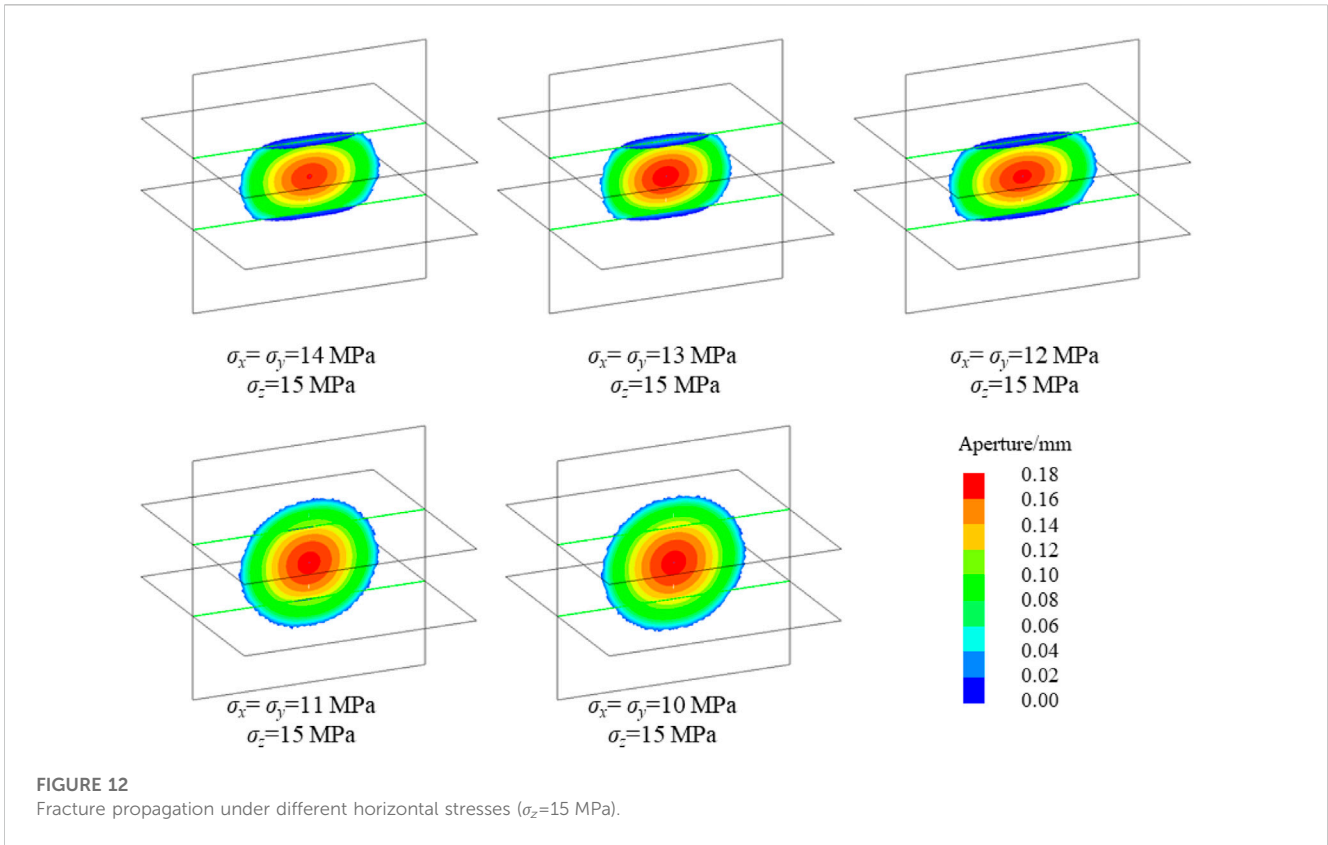 σx= σy=14 MPa
σz=15 MPa
σx= σy=13 MPa
σz=15 MPa
σx= σy=12 MPa
σz=15 MPa
σx= σy=11 MPa
σz=15 MPa
σx= σy=10 MPa
σz=15 MPa
Aperture/mm
0.18
0.16
0.14
0.12
0.10
0.08
0.06
0.04
0.02
0.00
FIGURE 12
Fracture propagation under different horizontal stresses (σz=15 MPa).